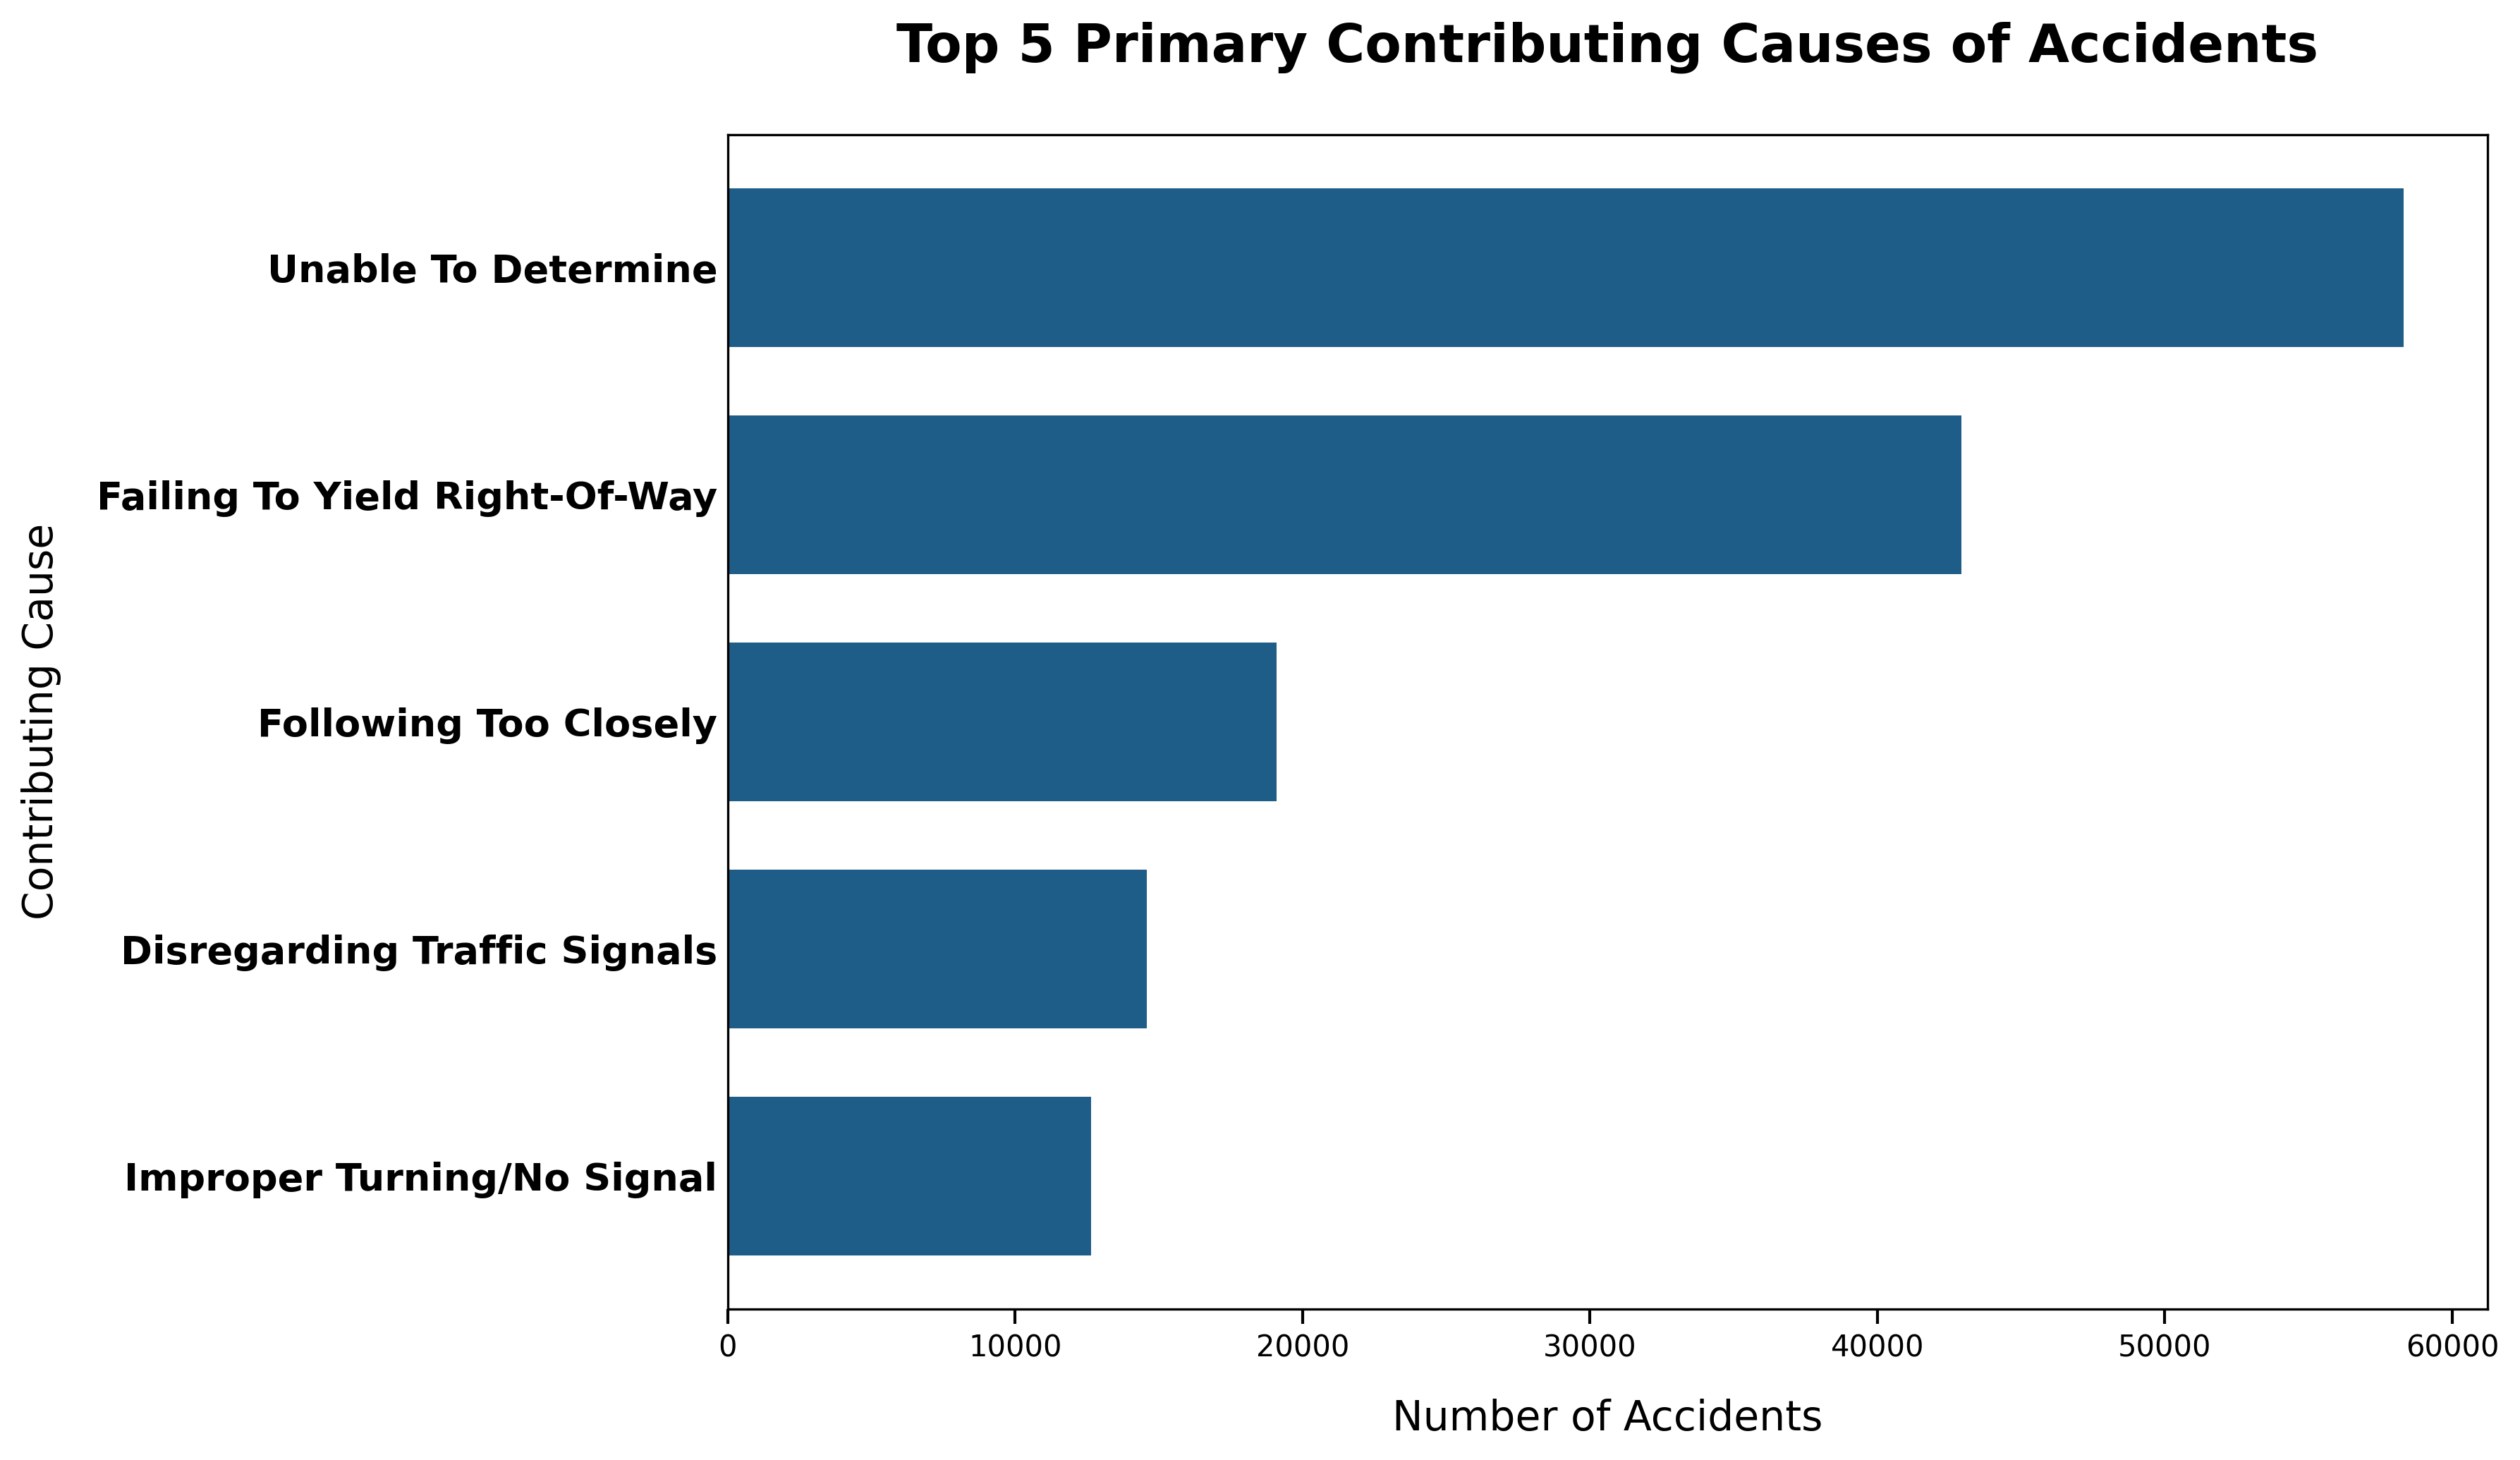 Top 5 Primary Contributing Causes of Accidents
Contributing Cause
Unable To Determine
Failing To Yield Right-Of-Way
Following Too Closely
Disregarding Traffic Signals
Improper Turning/No Signal
0 10000 20000 30000 40000 50000 60000
Number of Accidents